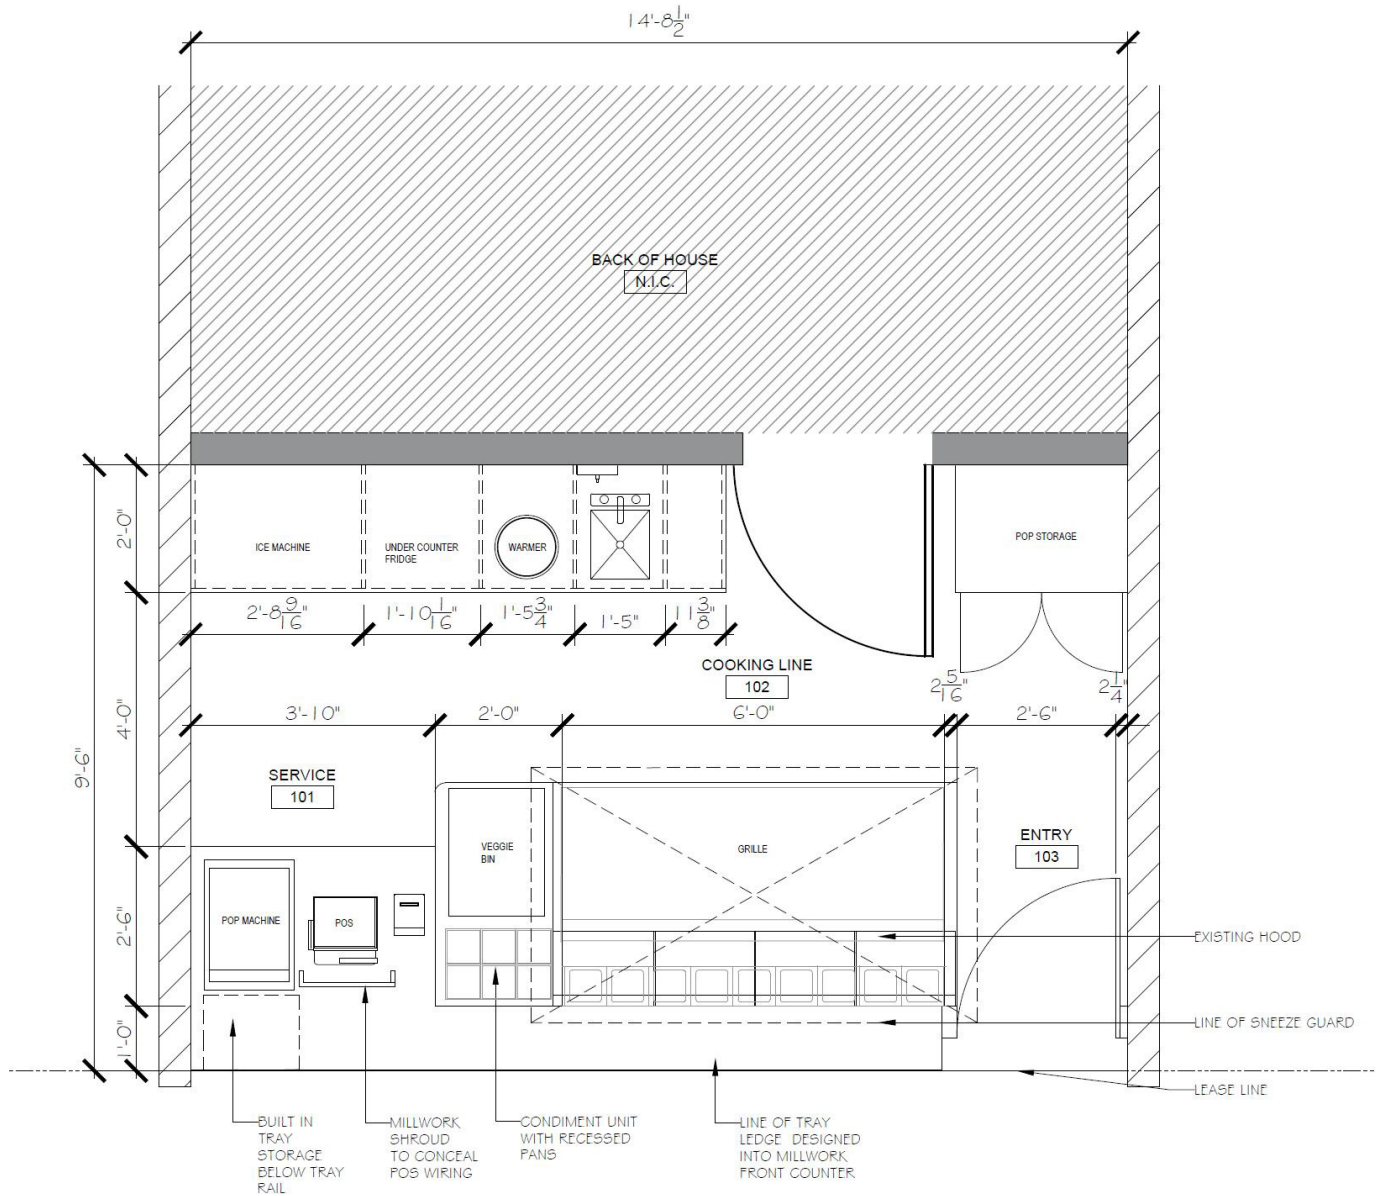 14'-8 1/2"
BACK OF HOUSE
N.I.C.
2'-0"
ICE MACHINE
UNDER COUNTER
FRIDGE
WARMER
POP STORAGE
2'-8 9/16"
1'-10 1/16"
1'-5 3/4"
1'-5"
11 3/8"
COOKING LINE
102
2 5/16"
2 1/4"
4'-0"
9'-6"
3'-10"
2'-0"
6'-0"
2'-6"
SERVICE
101
ENTRY
103
VEGGIE
BIN
GRILLE
2'-6"
POP MACHINE
POS
EXISTING HOOD
1'-0"
LINE OF SNEEZE GUARD
LEASE LINE
BUILT IN
TRAY
STORAGE
BELOW TRAY
RAIL
MILLWORK
SHROUD
TO CONCEAL
POS WIRING
CONDIMENT UNIT
WITH RECESSED
PANS
LINE OF TRAY
LEDGE DESIGNED
INTO MILLWORK
FRONT COUNTER